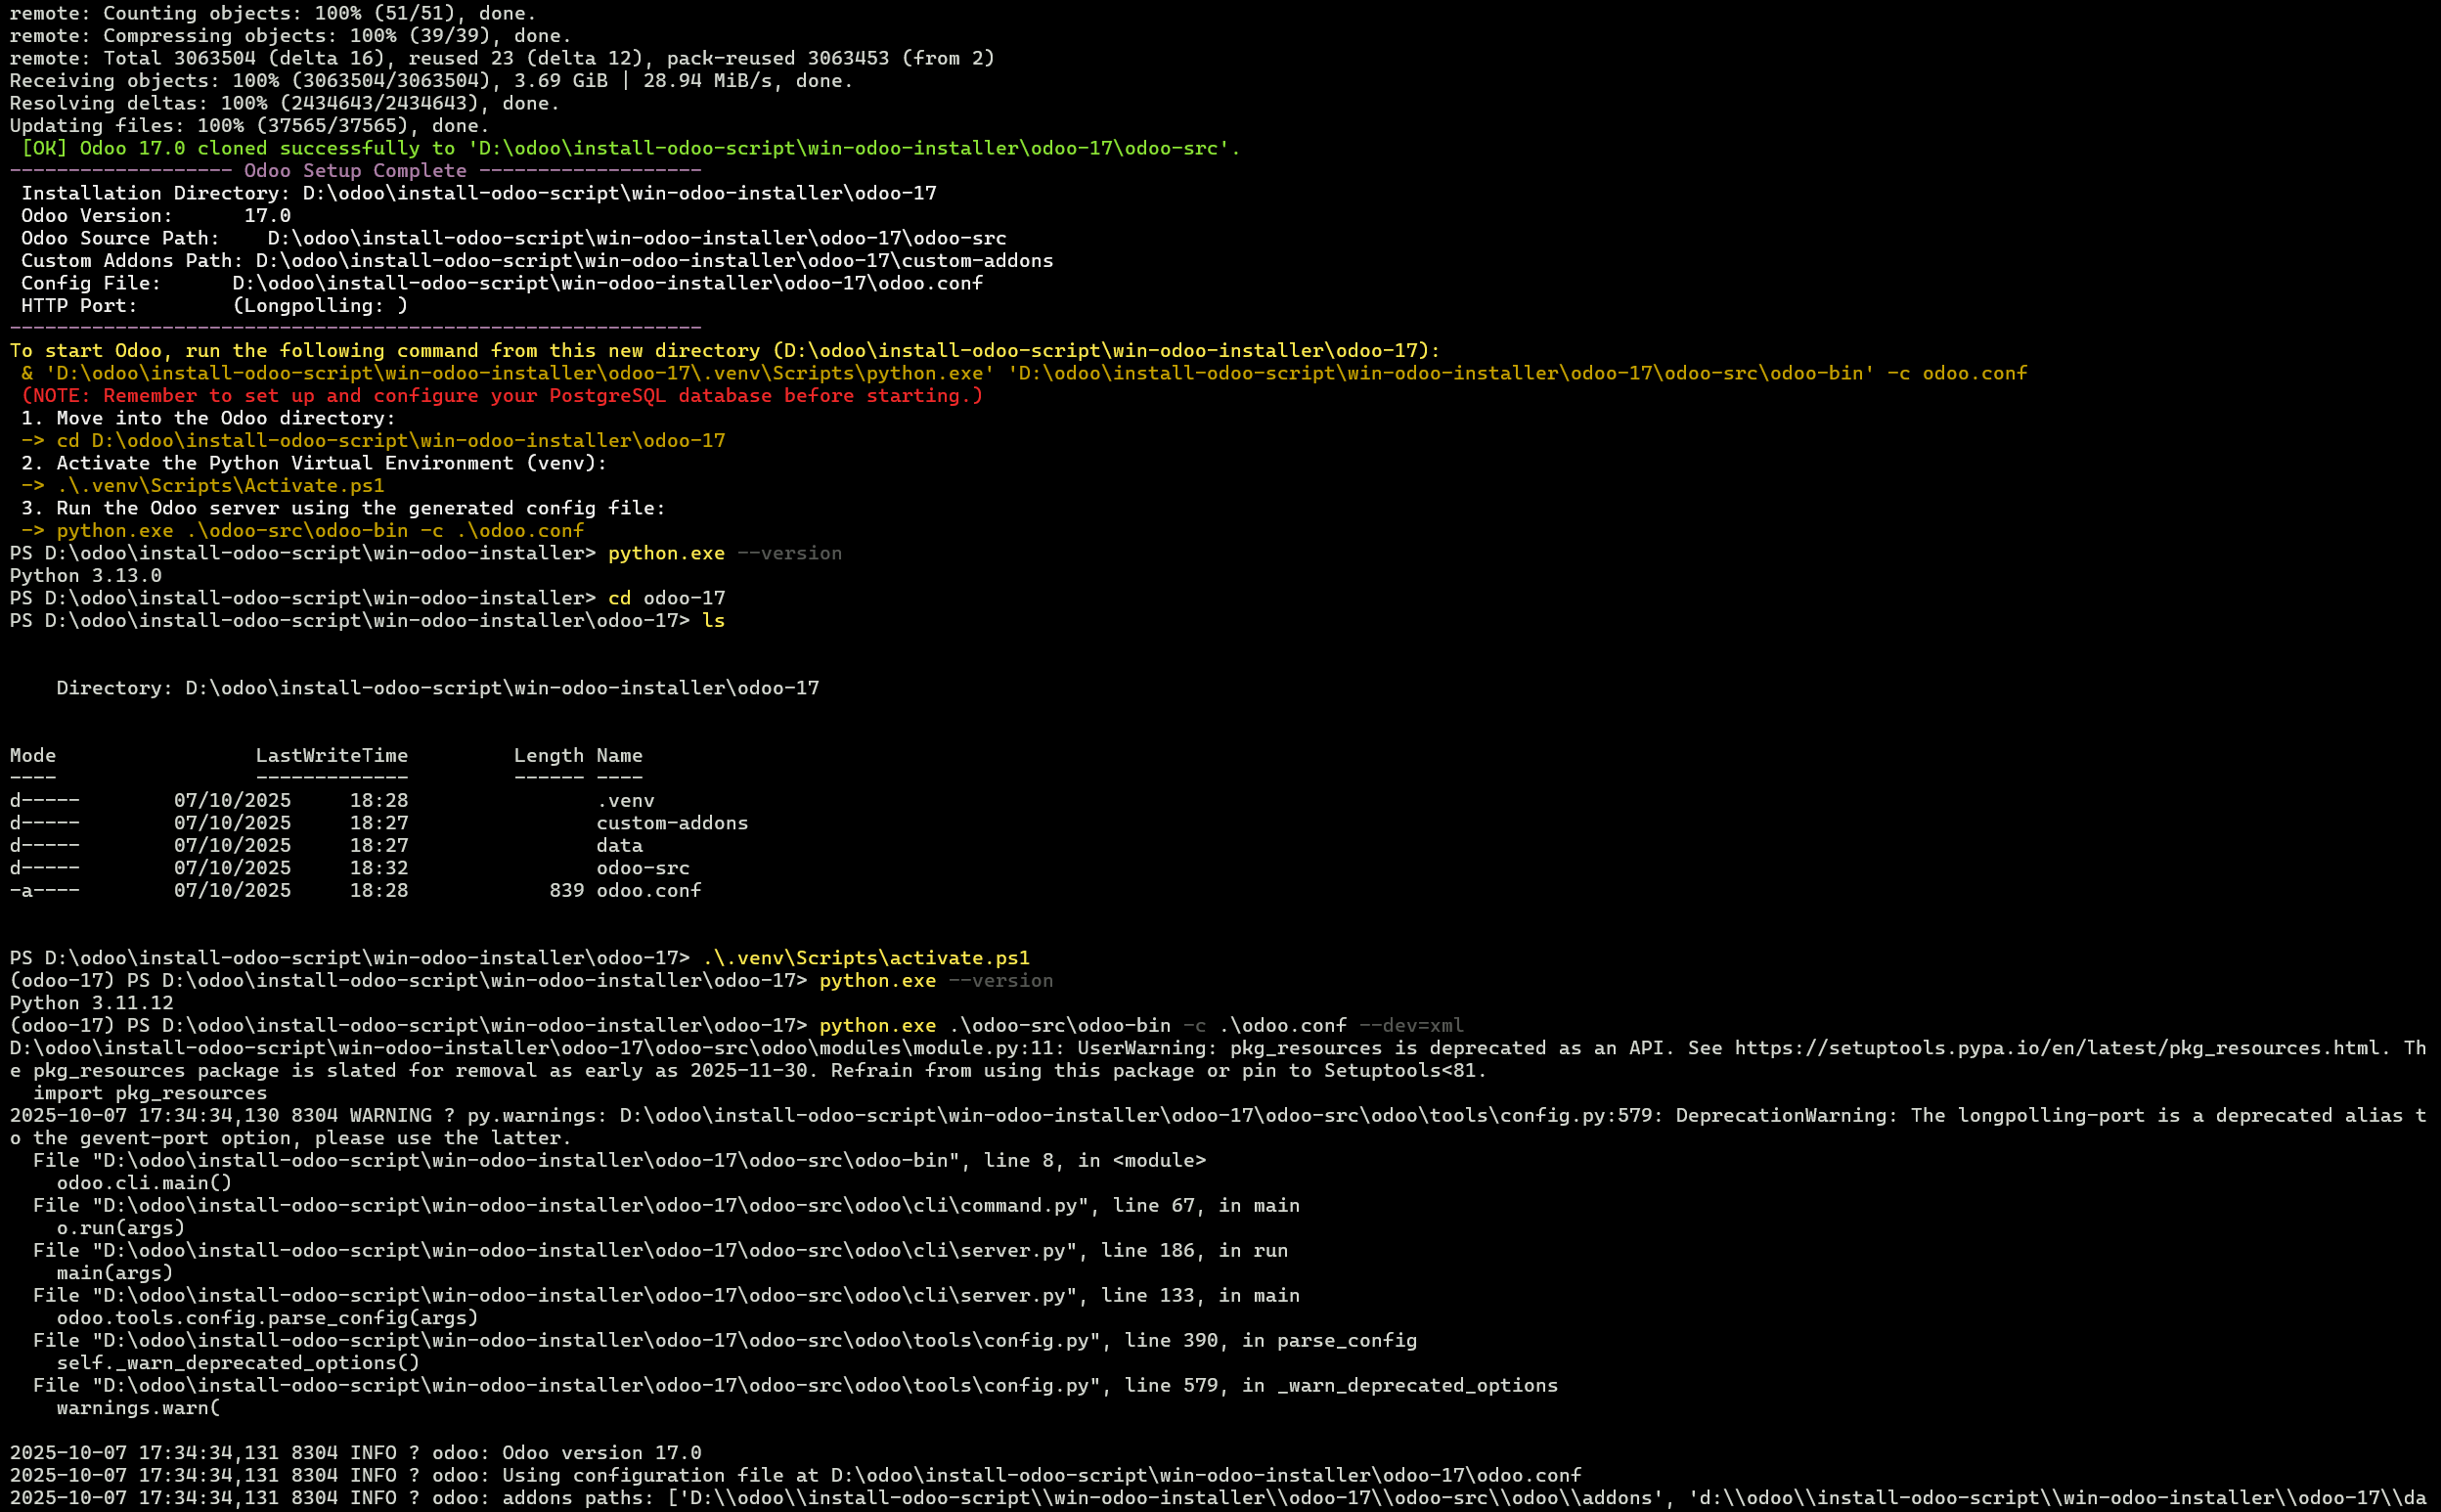 remote: Counting objects: 100% (51/51), done.
remote: Compressing objects: 100% (39/39), done.
remote: Total 3063504 (delta 16), reused 23 (delta 12), pack-reused 3063453 (from 2)
Receiving objects: 100% (3063504/3063504), 3.69 GiB | 28.94 MiB/s, done.
Resolving deltas: 100% (2434643/2434643), done.
Updating files: 100% (37565/37565), done.
 [OK] Odoo 17.0 cloned successfully to 'D:\odoo\install-odoo-script\win-odoo-installer\odoo-17\odoo-src'.
------------------- Odoo Setup Complete -------------------
 Installation Directory: D:\odoo\install-odoo-script\win-odoo-installer\odoo-17
 Odoo Version:      17.0
 Odoo Source Path:    D:\odoo\install-odoo-script\win-odoo-installer\odoo-17\odoo-src
 Custom Addons Path: D:\odoo\install-odoo-script\win-odoo-installer\odoo-17\custom-addons
 Config File:      D:\odoo\install-odoo-script\win-odoo-installer\odoo-17\odoo.conf
 HTTP Port:        (Longpolling: )
-----------------------------------------------------------
To start Odoo, run the following command from this new directory (D:\odoo\install-odoo-script\win-odoo-installer\odoo-17):
 & 'D:\odoo\install-odoo-script\win-odoo-installer\odoo-17\.venv\Scripts\python.exe' 'D:\odoo\install-odoo-script\win-odoo-installer\odoo-17\odoo-src\odoo-bin' -c odoo.conf
 (NOTE: Remember to set up and configure your PostgreSQL database before starting.)
 1. Move into the Odoo directory:
 -> cd D:\odoo\install-odoo-script\win-odoo-installer\odoo-17
 2. Activate the Python Virtual Environment (venv):
 -> .\.venv\Scripts\Activate.ps1
 3. Run the Odoo server using the generated config file:
 -> python.exe .\odoo-src\odoo-bin -c .\odoo.conf
PS D:\odoo\install-odoo-script\win-odoo-installer> python.exe --version
Python 3.13.0
PS D:\odoo\install-odoo-script\win-odoo-installer> cd odoo-17
PS D:\odoo\install-odoo-script\win-odoo-installer\odoo-17> ls
    Directory: D:\odoo\install-odoo-script\win-odoo-installer\odoo-17
Mode                 LastWriteTime         Length Name
----                 -------------         ------ ----
d-----        07/10/2025     18:28                .venv
d-----        07/10/2025     18:27                custom-addons
d-----        07/10/2025     18:27                data
d-----        07/10/2025     18:32                odoo-src
-a----        07/10/2025     18:28            839 odoo.conf
PS D:\odoo\install-odoo-script\win-odoo-installer\odoo-17> .\.venv\Scripts\activate.ps1
(odoo-17) PS D:\odoo\install-odoo-script\win-odoo-installer\odoo-17> python.exe --version
Python 3.11.12
(odoo-17) PS D:\odoo\install-odoo-script\win-odoo-installer\odoo-17> python.exe .\odoo-src\odoo-bin -c .\odoo.conf --dev=xml
D:\odoo\install-odoo-script\win-odoo-installer\odoo-17\odoo-src\odoo\modules\module.py:11: UserWarning: pkg_resources is deprecated as an API. See https://setuptools.pypa.io/en/latest/pkg_resources.html. Th
e pkg_resources package is slated for removal as early as 2025-11-30. Refrain from using this package or pin to Setuptools<81.
  import pkg_resources
2025-10-07 17:34:34,130 8304 WARNING ? py.warnings: D:\odoo\install-odoo-script\win-odoo-installer\odoo-17\odoo-src\odoo\tools\config.py:579: DeprecationWarning: The longpolling-port is a deprecated alias t
o the gevent-port option, please use the latter.
  File "D:\odoo\install-odoo-script\win-odoo-installer\odoo-17\odoo-src\odoo-bin", line 8, in <module>
    odoo.cli.main()
  File "D:\odoo\install-odoo-script\win-odoo-installer\odoo-17\odoo-src\odoo\cli\command.py", line 67, in main
    o.run(args)
  File "D:\odoo\install-odoo-script\win-odoo-installer\odoo-17\odoo-src\odoo\cli\server.py", line 186, in run
    main(args)
  File "D:\odoo\install-odoo-script\win-odoo-installer\odoo-17\odoo-src\odoo\cli\server.py", line 133, in main
    odoo.tools.config.parse_config(args)
  File "D:\odoo\install-odoo-script\win-odoo-installer\odoo-17\odoo-src\odoo\tools\config.py", line 390, in parse_config
    self._warn_deprecated_options()
  File "D:\odoo\install-odoo-script\win-odoo-installer\odoo-17\odoo-src\odoo\tools\config.py", line 579, in _warn_deprecated_options
    warnings.warn(
2025-10-07 17:34:34,131 8304 INFO ? odoo: Odoo version 17.0
2025-10-07 17:34:34,131 8304 INFO ? odoo: Using configuration file at D:\odoo\install-odoo-script\win-odoo-installer\odoo-17\odoo.conf
2025-10-07 17:34:34,131 8304 INFO ? odoo: addons paths: ['D:\\odoo\\install-odoo-script\\win-odoo-installer\\odoo-17\\odoo-src\\odoo\\addons', 'd:\\odoo\\install-odoo-script\\win-odoo-installer\\odoo-17\\da